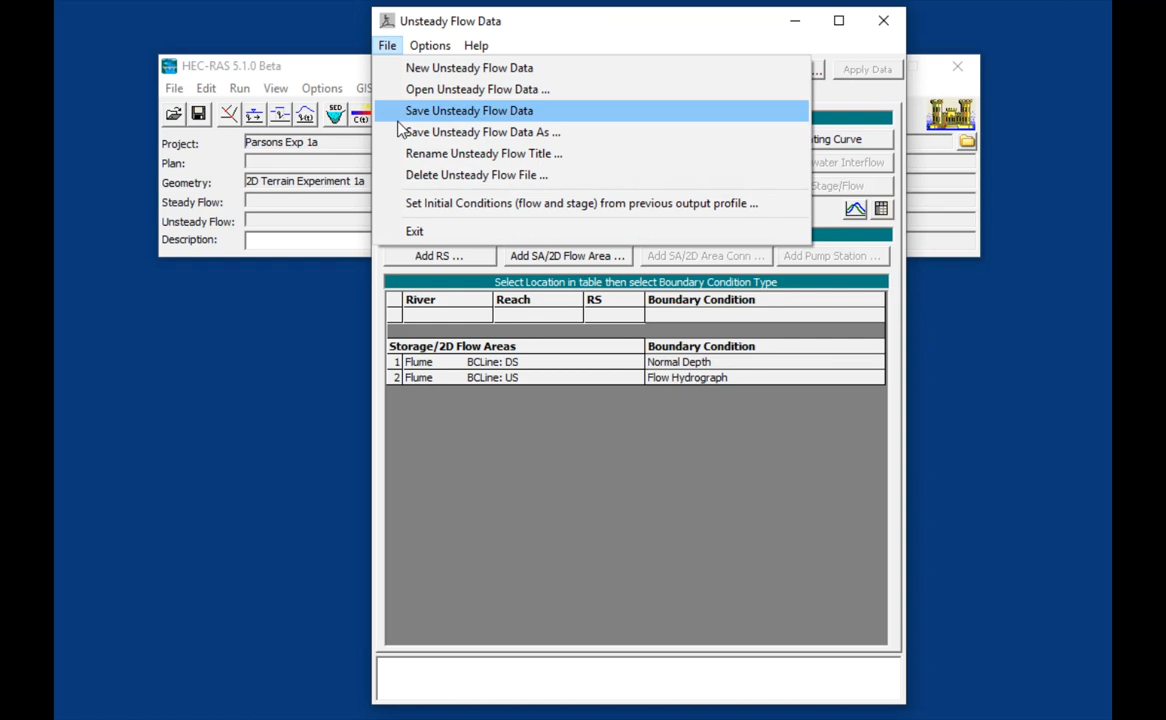 Unsteady Flow Data
File Options Help
HEC-RAS 5.1.0 Beta
File Edit Run View Options GIS
New Unsteady Flow Data
Open Unsteady Flow Data ...
Save Unsteady Flow Data
Save Unsteady Flow Data As ...
Rename Unsteady Flow Title ...
Delete Unsteady Flow File ...
Set Initial Conditions (flow and stage) from previous output profile ...
Exit
... Apply Data
SED
C(t)
Project: Parsons Exp 1a
Plan:
Geometry: 2D Terrain Experiment 1a
Steady Flow:
Unsteady Flow:
Description:
ting Curve
water Interflow
Stage/Flow
Add RS ... Add SA/2D Flow Area ... Add SA/2D Area Conn ... Add Pump Station ...
Select Location in table then select Boundary Condition Type
River Reach RS Boundary Condition
Storage/2D Flow Areas Boundary Condition
1 Flume BCLine: DS Normal Depth
2 Flume BCLine: US Flow Hydrograph